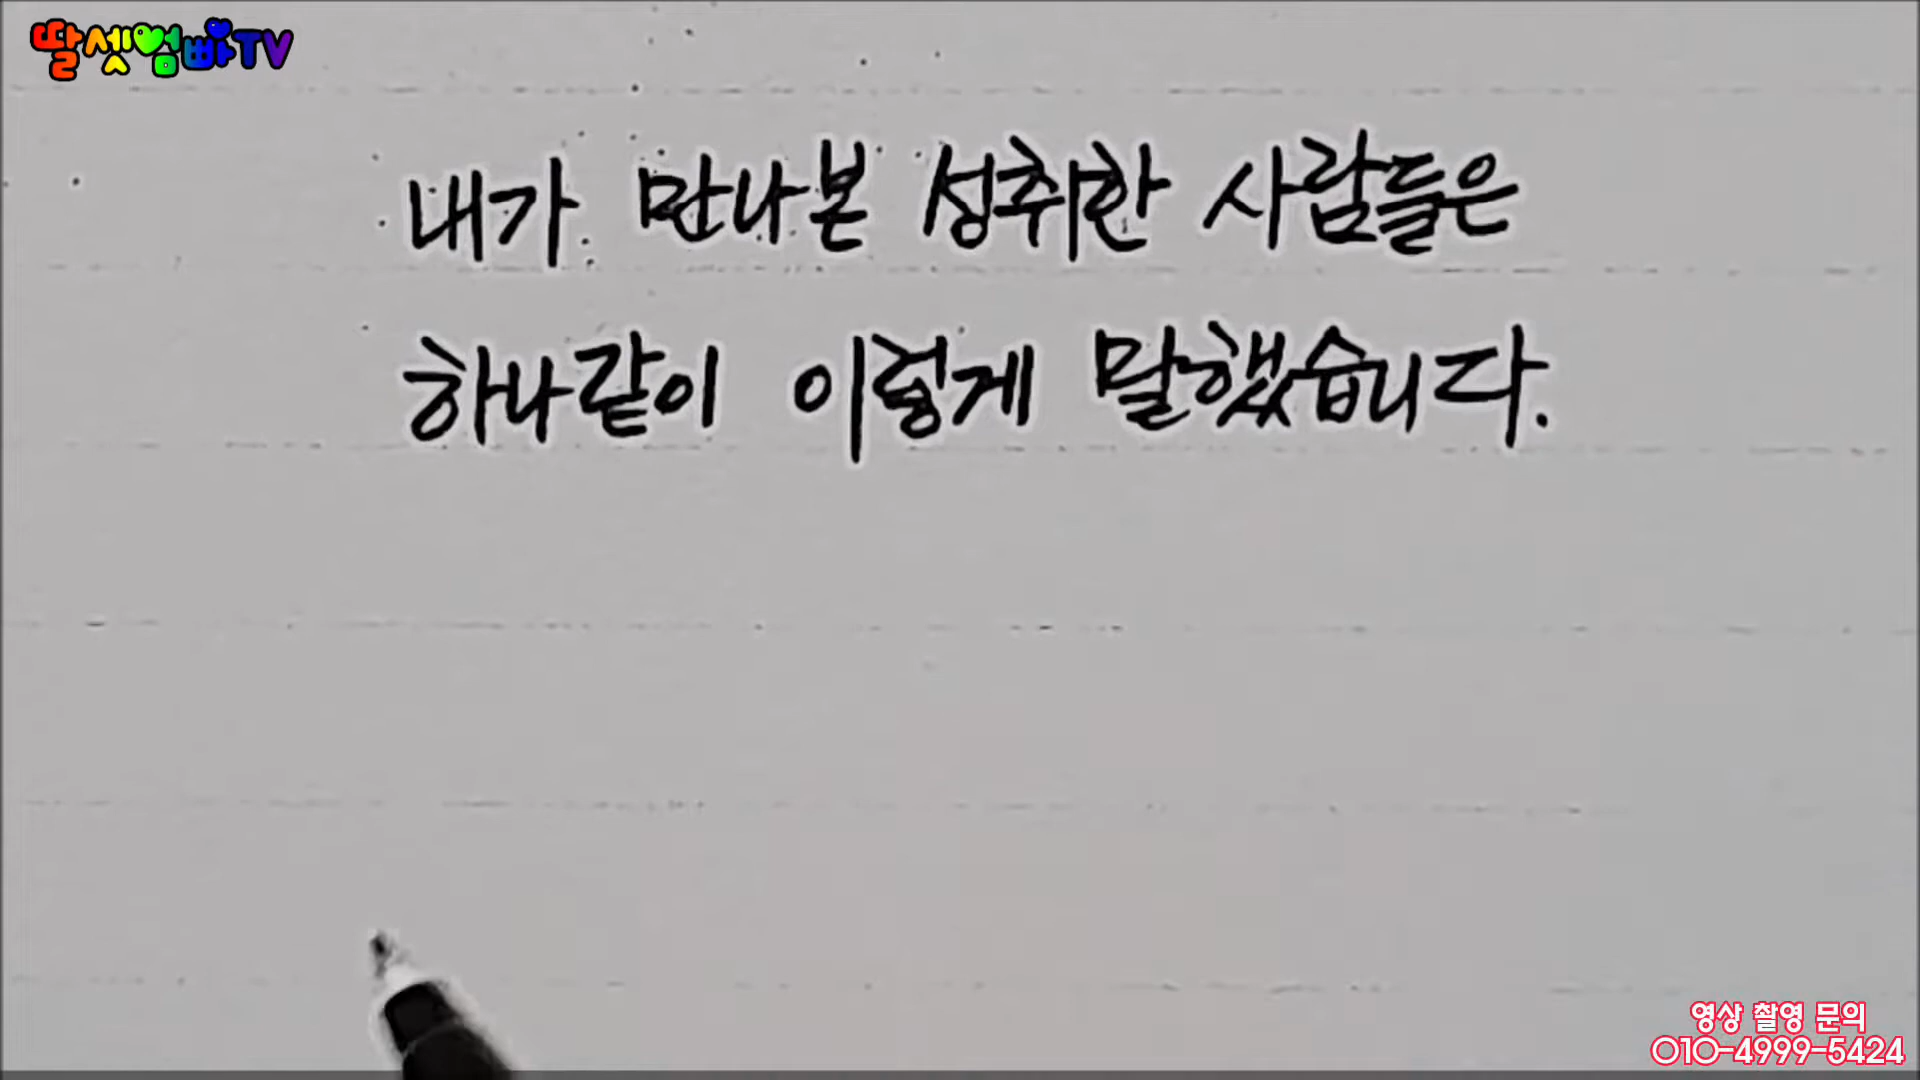 딸셋엄빠TV
내가 만나본 성취한 사람들은
하나같이 이렇게 말했습니다.
영상 촬영 문의
010-4999-5424